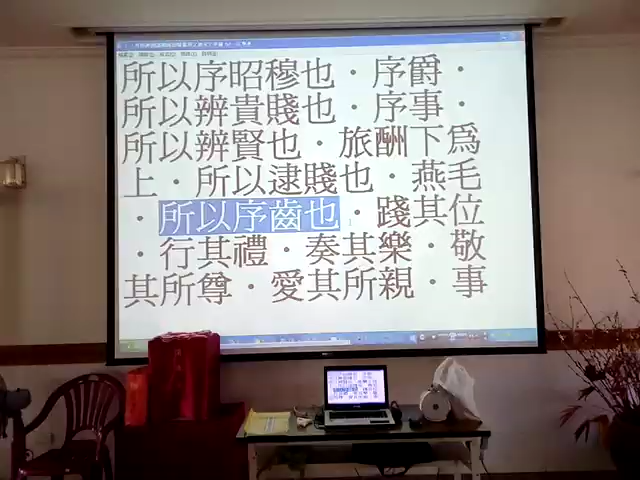 所以序昭穆也·序爵·
所以辨貴賤也·序事·
所以辨賢也·旅酬下為
上·所以逮賤也·燕毛
·所以序齒也·踐其位
·行其禮·奏其樂·敬
其所尊·愛其所親·事